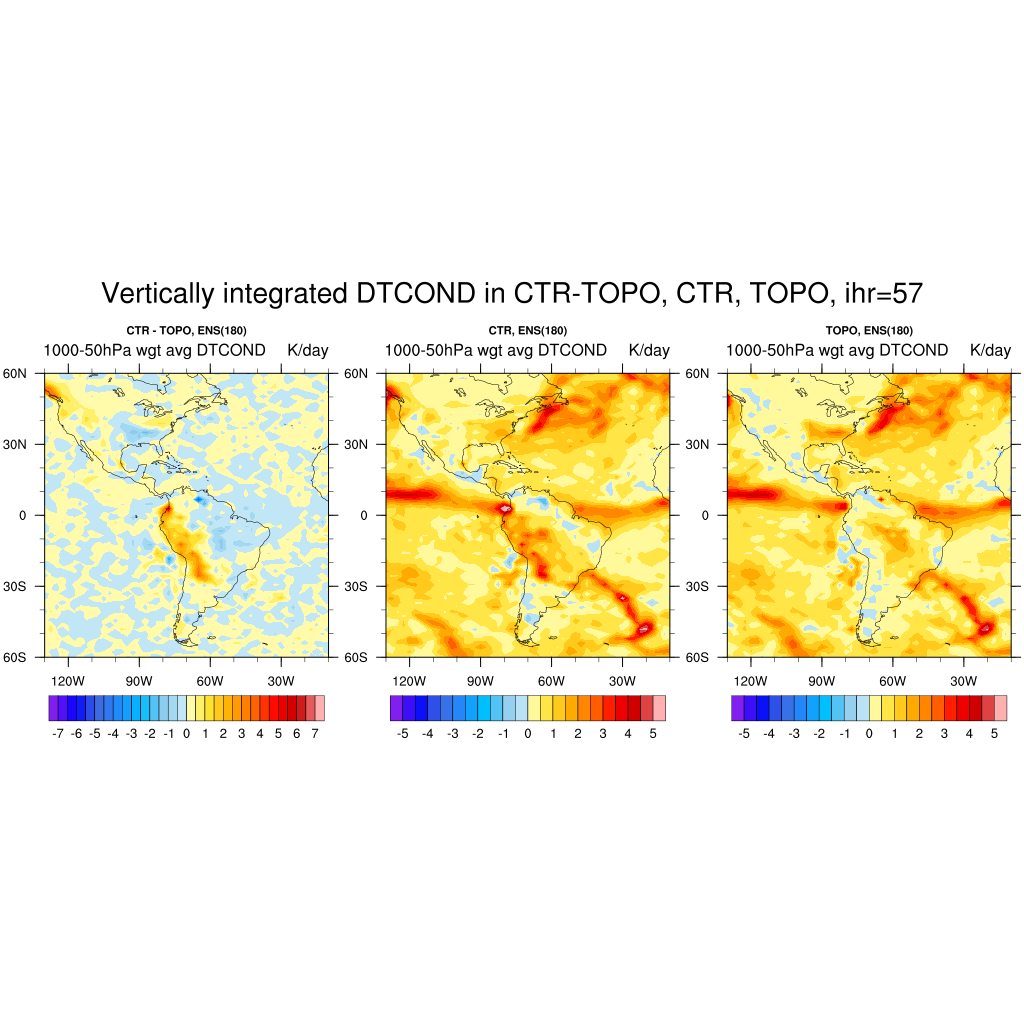 Vertically integrated DTCOND in CTR-TOPO, CTR, TOPO, ihr=57
CTR - TOPO, ENS(180)
1000-50hPa wgt avg DTCOND K/day
60N
30N
0
30S
60S
120W 90W 60W 30W
-7 -6 -5 -4 -3 -2 -1 0 1 2 3 4 5 6 7
CTR, ENS(180)
1000-50hPa wgt avg DTCOND K/day
60N
30N
0
30S
60S
120W 90W 60W 30W
-5 -4 -3 -2 -1 0 1 2 3 4 5
TOPO, ENS(180)
1000-50hPa wgt avg DTCOND K/day
60N
30N
0
30S
60S
120W 90W 60W 30W
-5 -4 -3 -2 -1 0 1 2 3 4 5